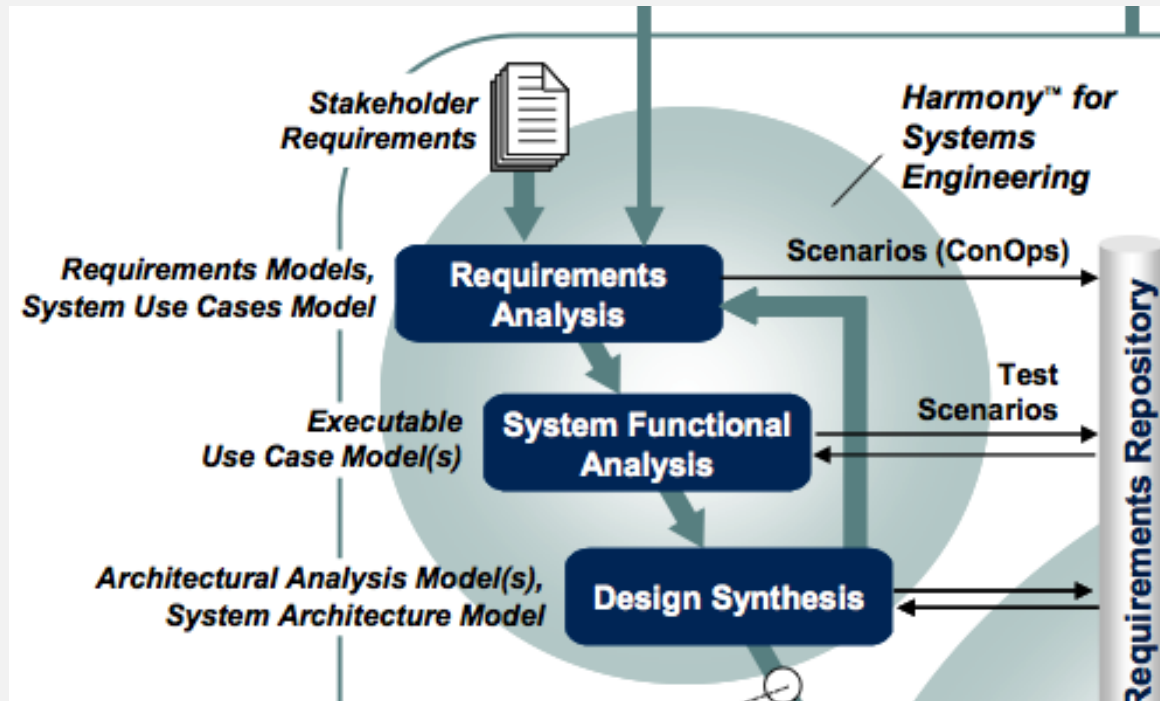 Stakeholder
Requirements
Harmony™ for
Systems
Engineering
Scenarios (ConOps)
Requirements Models,
System Use Cases Model
Requirements
Analysis
Test
Scenarios
Executable
Use Case Model(s)
System Functional
Analysis
Architectural Analysis Model(s),
System Architecture Model
Design Synthesis
Requirements Repository